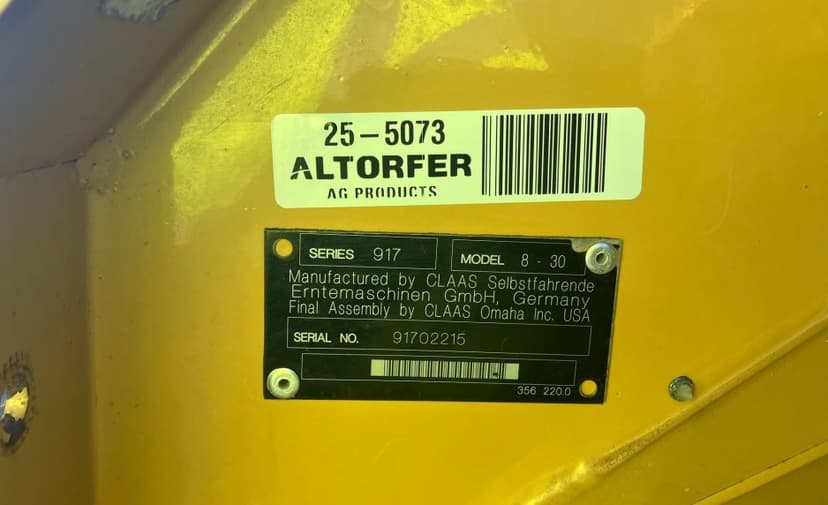 25-5073
ALTORFER
AG PRODUCTS
SERIES 917
MODEL 8 - 30
Manufactured by CLAAS Selbstfahrende
Erntemaschinen GmbH, Germany
Final Assembly by CLAAS Omaha Inc. USA
SERIAL NO. 91702215
356 220.0